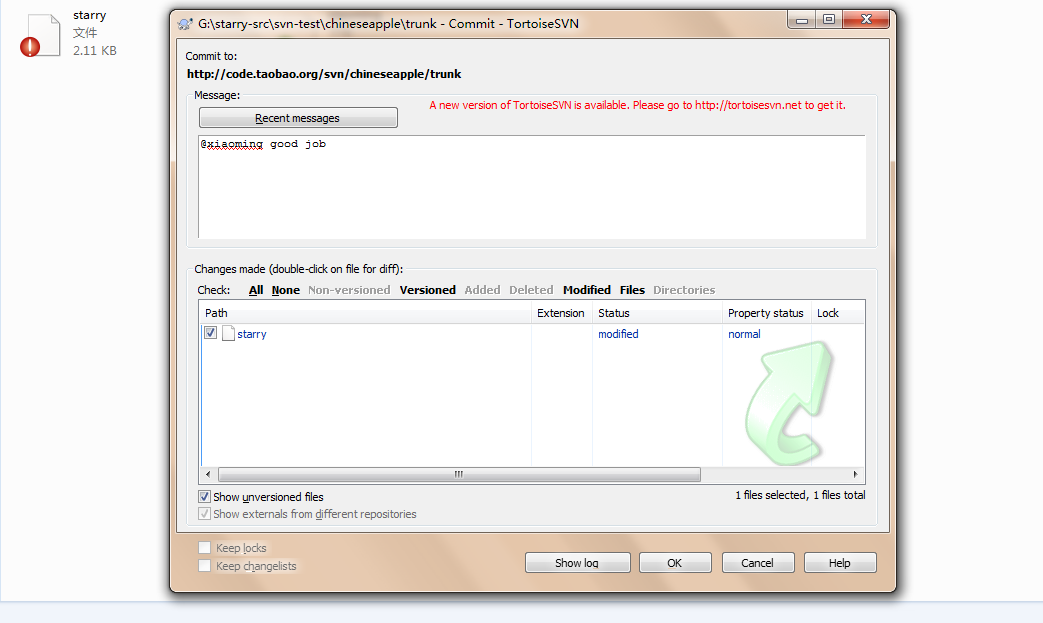 starry
文件
2.11 KB
G:\starry-src\svn-test\chineseapple\trunk - Commit - TortoiseSVN
Commit to:
http://code.taobao.org/svn/chineseapple/trunk
Message:
A new version of TortoiseSVN is available. Please go to http://tortoisesvn.net to get it.
Recent messages
@xiaoming good job
Changes made (double-click on file for diff):
Check: All None Non-versioned Versioned Added Deleted Modified Files Directories
Path Extension Status Property status Lock
starry modified normal
Show unversioned files
1 files selected, 1 files total
Show externals from different repositories
Keep locks
Keep changelists
Show log OK Cancel Help